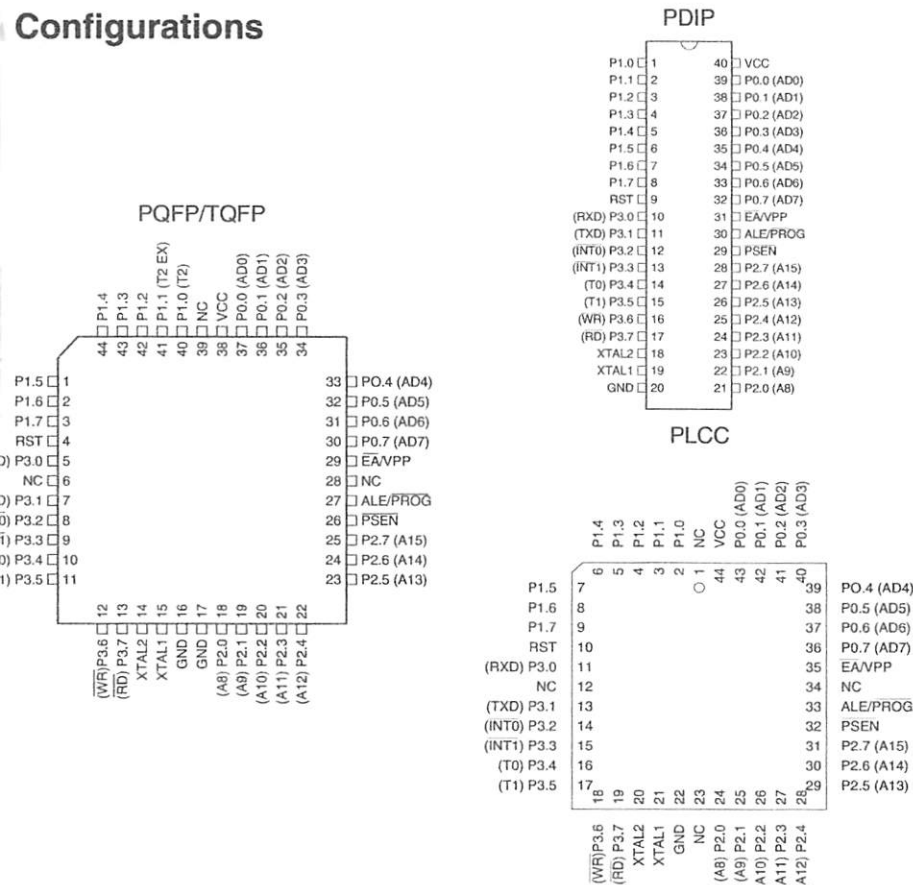 Configurations
PDIP
P1.0 1 40 VCC
P1.1 2 39 P0.0 (AD0)
P1.2 3 38 P0.1 (AD1)
P1.3 4 37 P0.2 (AD2)
P1.4 5 36 P0.3 (AD3)
P1.5 6 35 P0.4 (AD4)
P1.6 7 34 P0.5 (AD5)
P1.7 8 33 P0.6 (AD6)
RST 9 32 P0.7 (AD7)
(RXD) P3.0 10 31 EA/VPP
(TXD) P3.1 11 30 ALE/PROG
(INT0) P3.2 12 29 PSEN
(INT1) P3.3 13 28 P2.7 (A15)
(T0) P3.4 14 27 P2.6 (A14)
(T1) P3.5 15 26 P2.5 (A13)
(WR) P3.6 16 25 P2.4 (A12)
(RD) P3.7 17 24 P2.3 (A11)
XTAL2 18 23 P2.2 (A10)
XTAL1 19 22 P2.1 (A9)
GND 20 21 P2.0 (A8)
PQFP/TQFP
P1.4 P1.3 P1.2 P1.1 (T2 EX) P1.0 (T2) NC VCC P0.0 (AD0) P0.1 (AD1) P0.2 (AD2) P0.3 (AD3)
44 43 42 41 40 39 38 37 36 35 34
P1.5 1 33 PO.4 (AD4)
P1.6 2 32 P0.5 (AD5)
P1.7 3 31 P0.6 (AD6)
RST 4 30 P0.7 (AD7)
D) P3.0 5 29 EA/VPP
NC 6 28 NC
D) P3.1 7 27 ALE/PROG
0) P3.2 8 26 PSEN
1) P3.3 9 25 P2.7 (A15)
0) P3.4 10 24 P2.6 (A14)
1) P3.5 11 23 P2.5 (A13)
12 13 14 15 16 17 18 19 20 21 22
(WR)P3.6 (RD) P3.7 XTAL2 XTAL1 GND GND (A8) P2.0 (A9) P2.1 (A10) P2.2 (A11) P2.3 (A12) P2.4
PLCC
P1.4 P1.3 P1.2 P1.1 P1.0 NC VCC P0.0 (AD0) P0.1 (AD1) P0.2 (AD2) P0.3 (AD3)
6 5 4 3 2 1 44 43 42 41 40
P1.5 7 39 PO.4 (AD4)
P1.6 8 38 P0.5 (AD5)
P1.7 9 37 P0.6 (AD6)
RST 10 36 P0.7 (AD7)
(RXD) P3.0 11 35 EA/VPP
NC 12 34 NC
(TXD) P3.1 13 33 ALE/PROG
(INT0) P3.2 14 32 PSEN
(INT1) P3.3 15 31 P2.7 (A15)
(T0) P3.4 16 30 P2.6 (A14)
(T1) P3.5 17 29 P2.5 (A13)
18 19 20 21 22 23 24 25 26 27 28
(WR)P3.6 (RD) P3.7 XTAL2 XTAL1 GND NC (A8) P2.0 (A9) P2.1 A10) P2.2 A11) P2.3 A12) P2.4